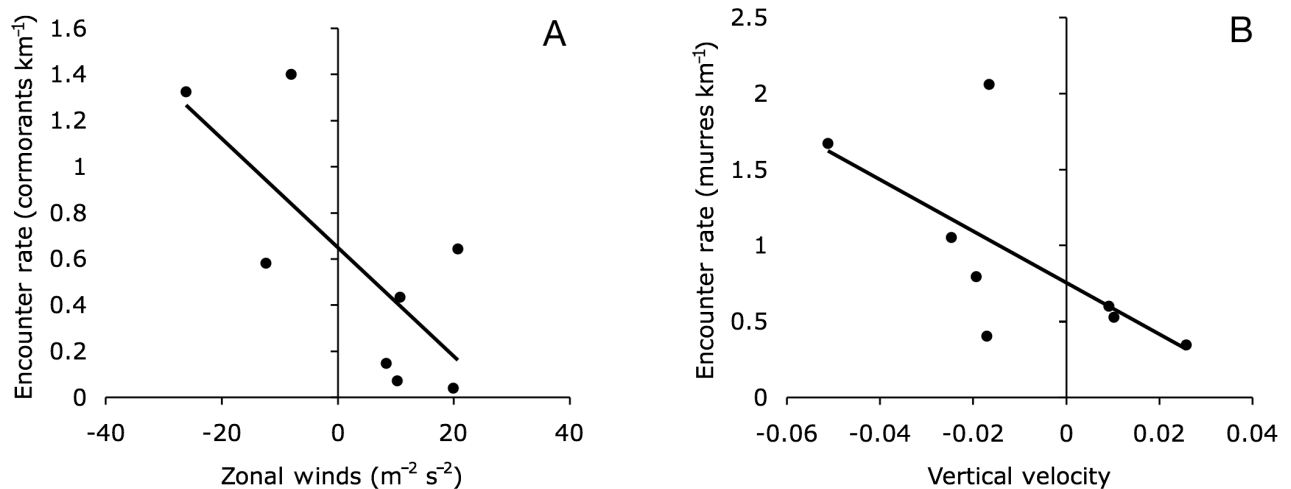 A
Encounter rate (cormorants km⁻¹)
1.6
1.4
1.2
1
0.8
0.6
0.4
0.2
0
-40 -20 0 20 40
Zonal winds (m⁻² s⁻²)
B
Encounter rate (murres km⁻¹)
2.5
2
1.5
1
0.5
0
-0.06 -0.04 -0.02 0 0.02 0.04
Vertical velocity